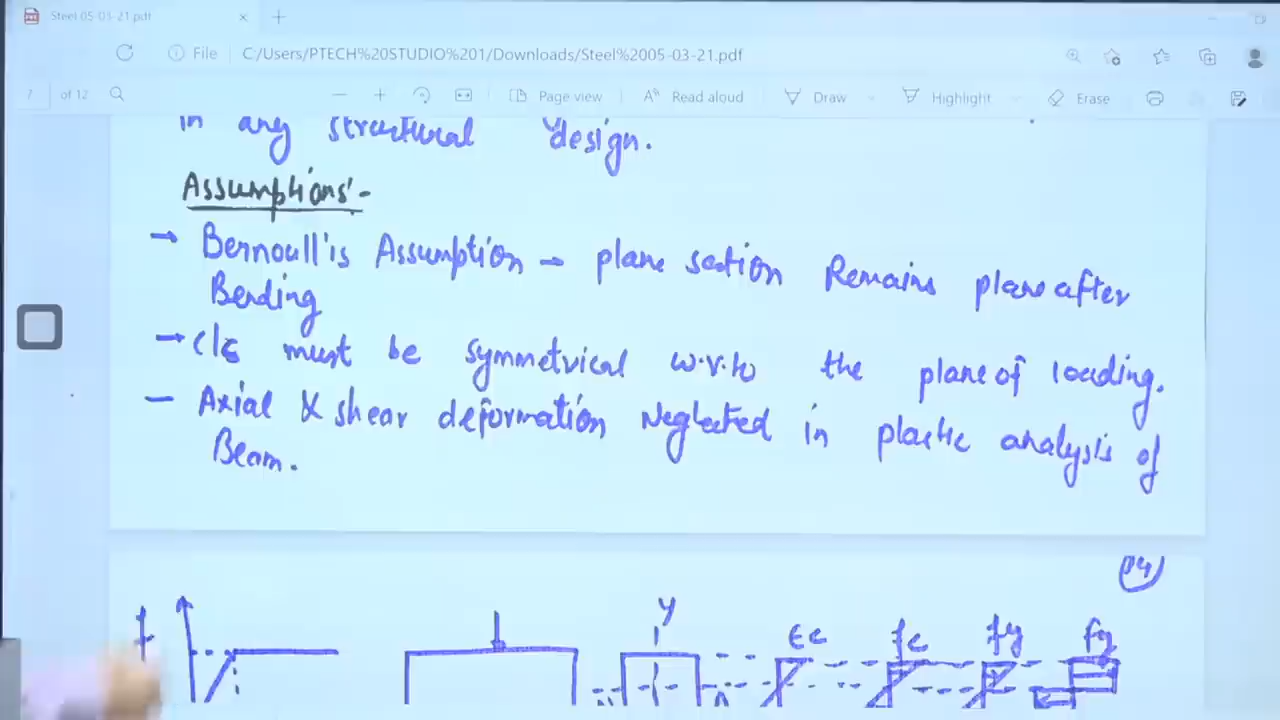 Steel 05-03-21.pdf
File C:/Users/PTECH%20STUDIO%201/Downloads/Steel%2005-03-21.pdf
7 of 12 Page view Read aloud Draw Highlight Erase
in any structural design.
Assumptions:-
→ Bernoull'is Assumption - plane section Remains plane after
Bending
→ C/s must be symmetrical w.r.to the plane of loading.
- Axial & shear deformation Neglected in plastic analysis of
Beam.
f y εc fc fy fy